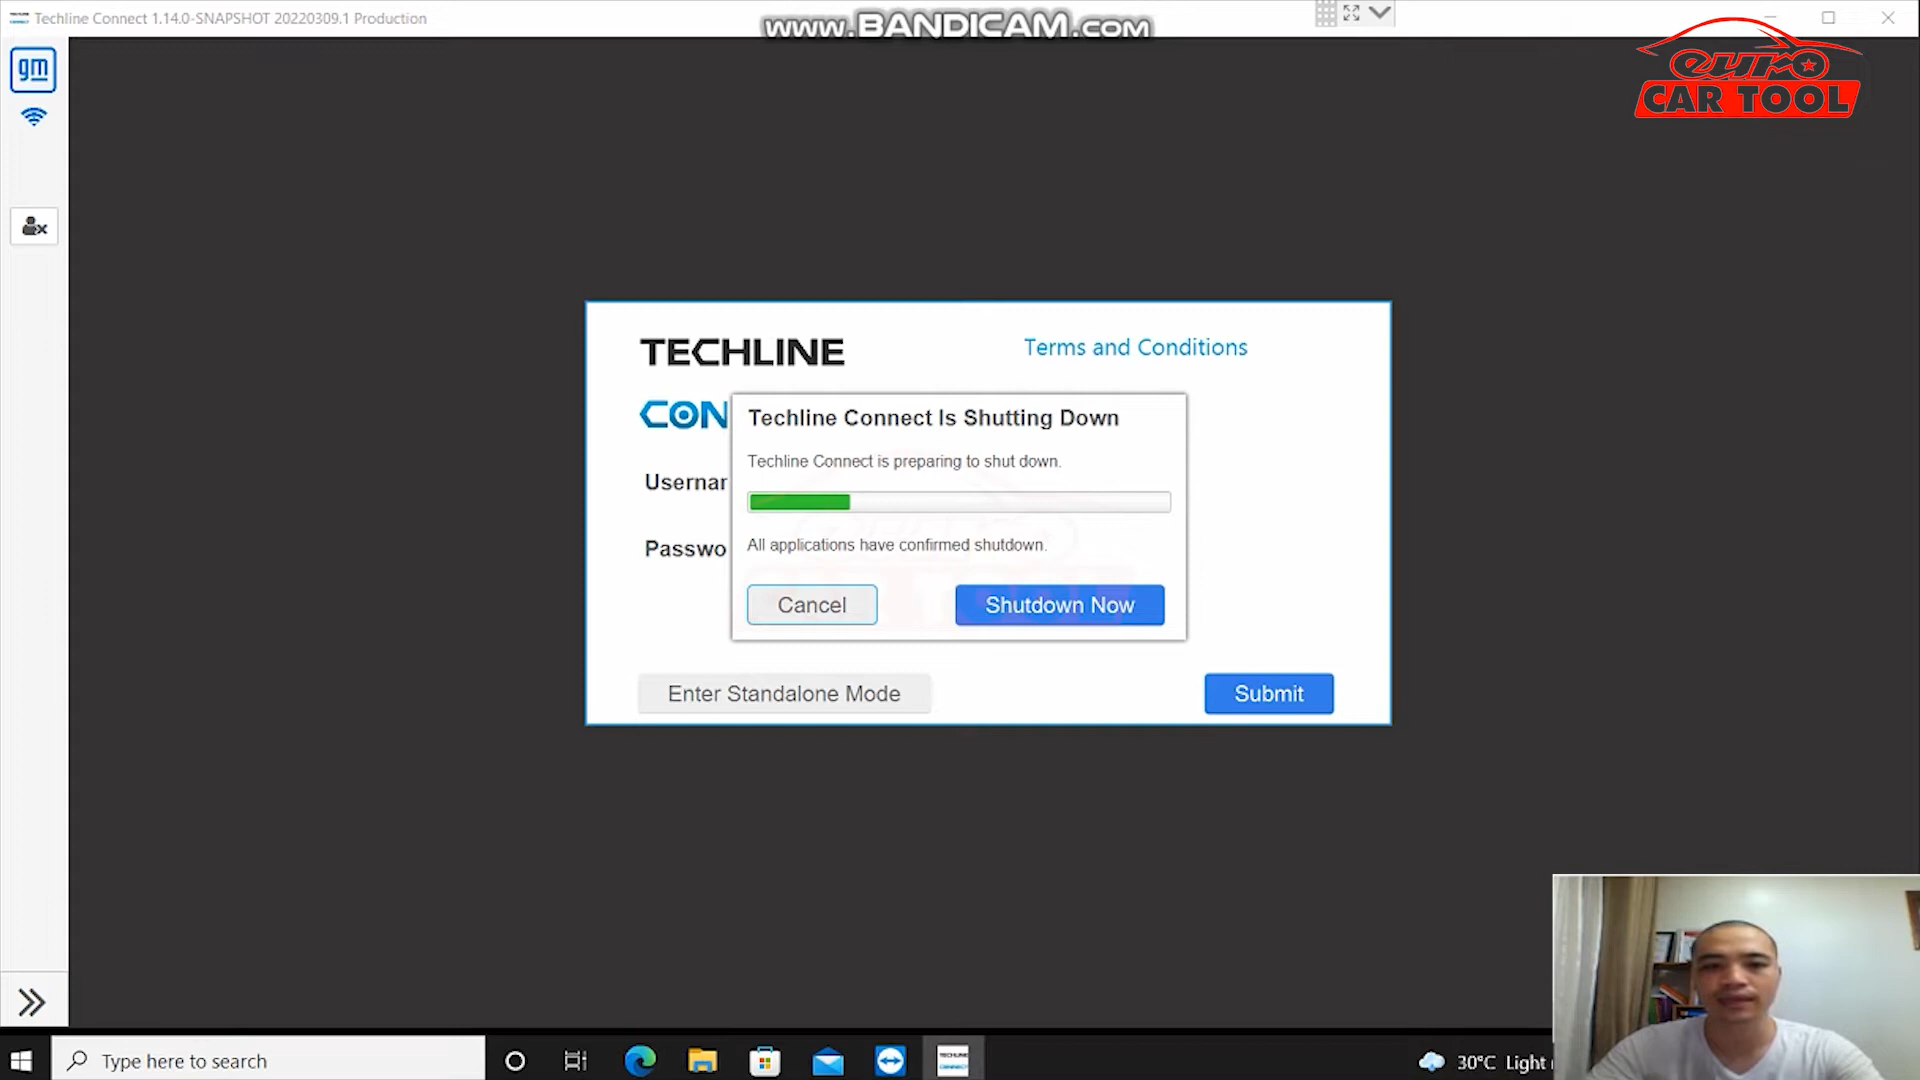 Techline Connect 1.14.0-SNAPSHOT 20220309.1 Production
www.BANDICAM.com
euro
CAR TOOL
gm
TECHLINE
Terms and Conditions
CON
Techline Connect Is Shutting Down
Techline Connect is preparing to shut down.
Usernar
Passwo
All applications have confirmed shutdown.
Cancel
Shutdown Now
Enter Standalone Mode
Submit
Type here to search
TECHLINE
CONNECT
30°C Light